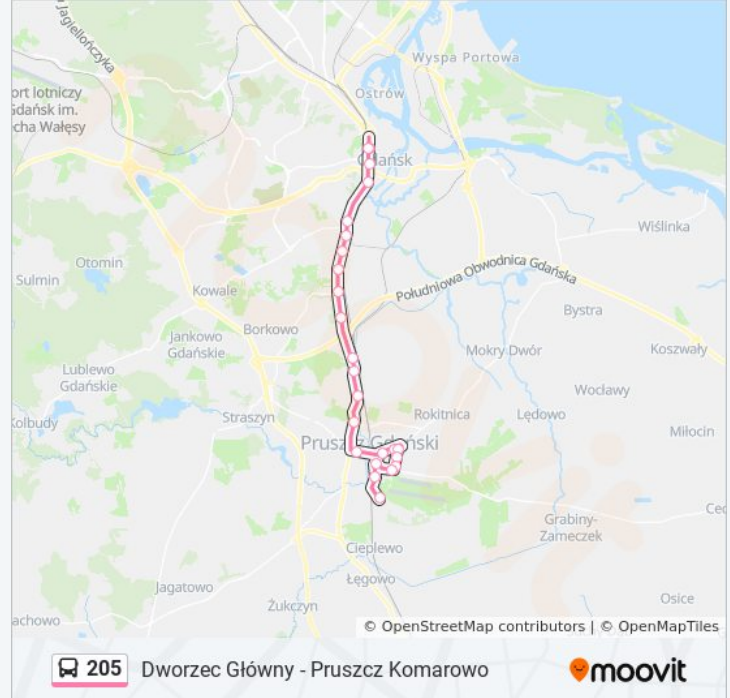 Jagiellończyka
Wyspa Portowa
Ostrów
ort lotniczy
Gdańsk im.
cha Wałęsy
Gdańsk
Wiślinka
Otomin
Sulmin
Południowa Obwodnica Gdańska
Kowale
Bystra
Borkowo
Jankowo
Gdańskie
Mokry Dwór
Koszwały
Lublewo
Gdańskie
Wocławy
Straszyn
Rokitnica
Lędowo
Kolbudy
Miłocin
Pruszcz Gdański
Grabiny-
Zameczek
Cieplewo
Łęgowo
Jagatowo
Żukczyn
Osice
achowo
© OpenStreetMap contributors | © OpenMapTiles
205 Dworzec Główny - Pruszcz Komarowo
moovit